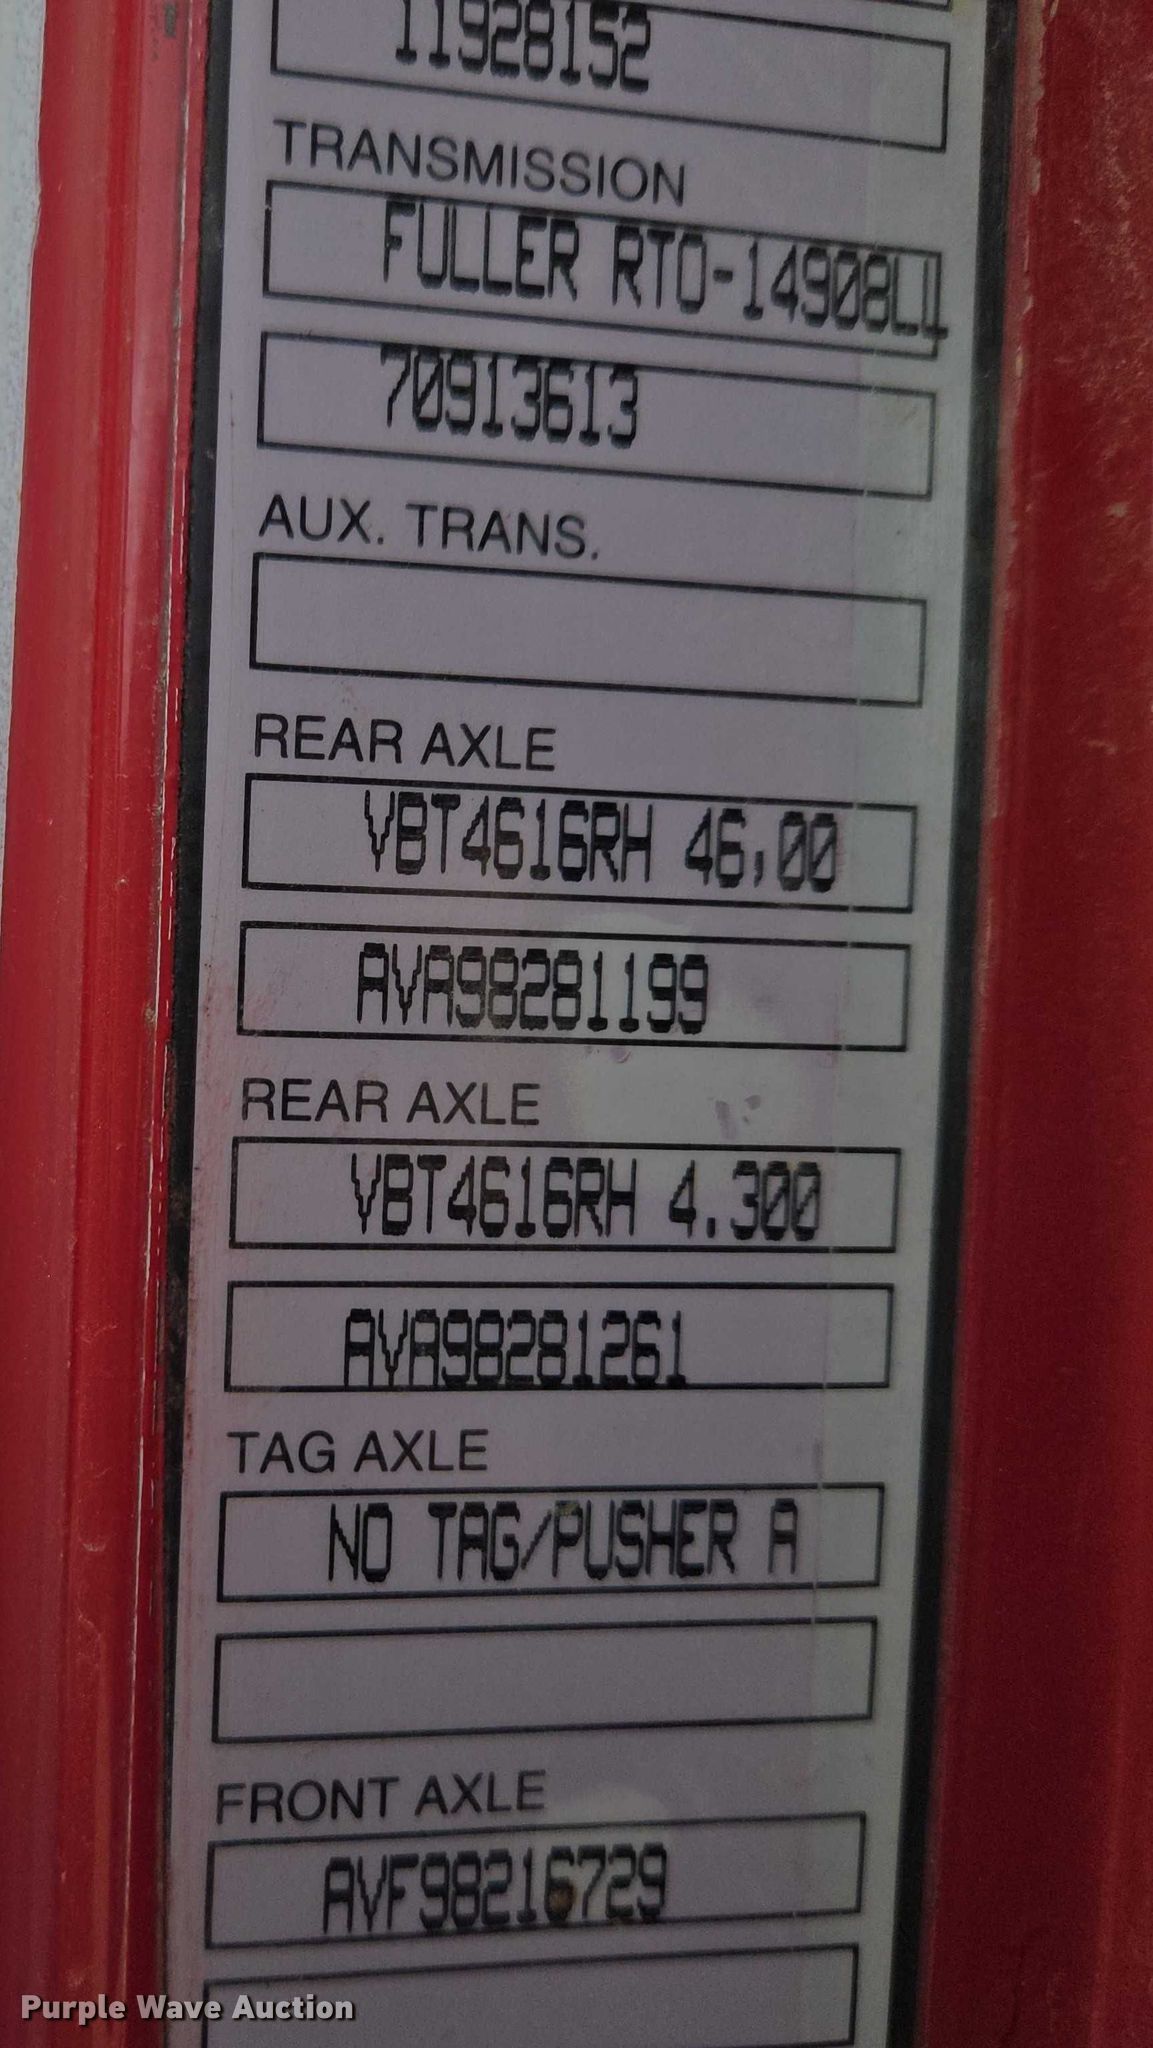 11928152
TRANSMISSION
FULLER RTO-14908LL
70913613
AUX. TRANS.
REAR AXLE
VBT4616RH 46,00
AVA98281199
REAR AXLE
VBT4616RH 4.300
AVA98281261
TAG AXLE
NO TAG/PUSHER A
FRONT AXLE
AVF98216729
Purple Wave Auction